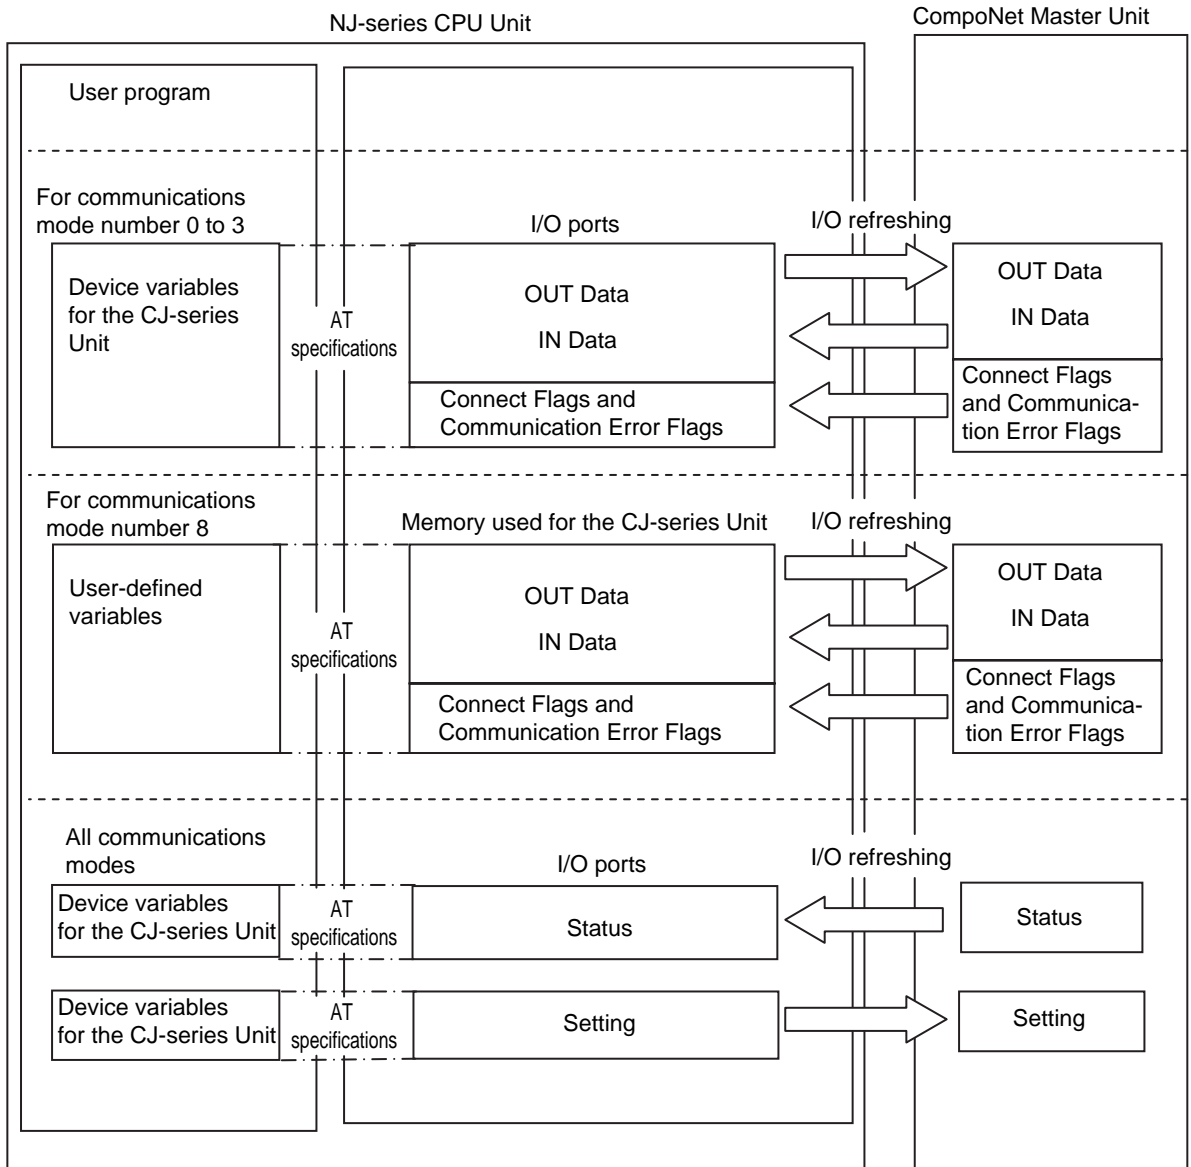 NJ-series CPU Unit
CompoNet Master Unit
User program
For communications
mode number 0 to 3
I/O ports
I/O refreshing
Device variables
for the CJ-series
Unit
AT
specifications
OUT Data
IN Data
Connect Flags and
Communication Error Flags
OUT Data
IN Data
Connect Flags
and Communica-
tion Error Flags
For communications
mode number 8
Memory used for the CJ-series Unit
I/O refreshing
User-defined
variables
AT
specifications
OUT Data
IN Data
Connect Flags and
Communication Error Flags
OUT Data
IN Data
Connect Flags
and Communica-
tion Error Flags
All communications
modes
I/O ports
I/O refreshing
Device variables
for the CJ-series Unit
AT
specifications
Status
Status
Device variables
for the CJ-series Unit
AT
specifications
Setting
Setting